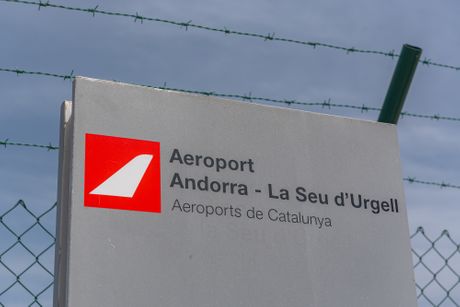 Aeroport
Andorra - La Seu d'Urgell
Aeroports de Catalunya